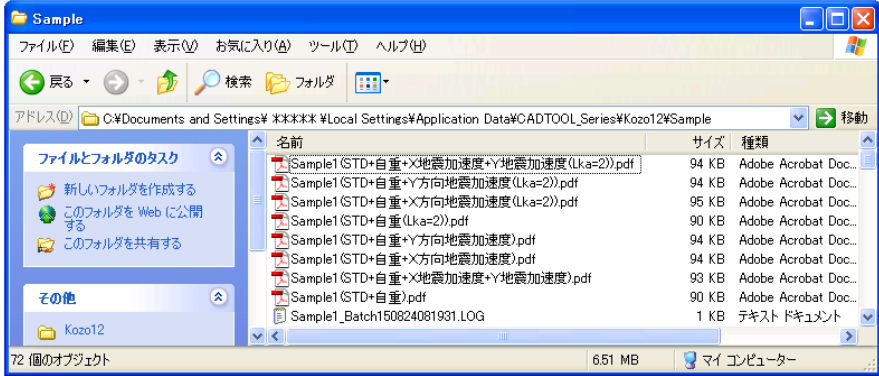 Sample
ファイル(F) 編集(E) 表示(V) お気に入り(A) ツール(T) ヘルプ(H)
戻る 検索 フォルダ
アドレス(D) C:¥Documents and Settings¥ ***** ¥Local Settings¥Application Data¥CADTOOL_Series¥Kozo12¥Sample 移動
ファイルとフォルダのタスク
新しいフォルダを作成する
このフォルダを Web に公開
する
このフォルダを共有する
その他
Kozo12
名前 サイズ 種類
Sample1(STD+自重+X地震加速度+Y地震加速度(Lka=2)).pdf 94 KB Adobe Acrobat Doc...
Sample1(STD+自重+Y方向地震加速度(Lka=2)).pdf 94 KB Adobe Acrobat Doc...
Sample1(STD+自重+X方向地震加速度(Lka=2)).pdf 95 KB Adobe Acrobat Doc...
Sample1(STD+自重(Lka=2)).pdf 90 KB Adobe Acrobat Doc...
Sample1(STD+自重+Y方向地震加速度).pdf 94 KB Adobe Acrobat Doc...
Sample1(STD+自重+X方向地震加速度).pdf 94 KB Adobe Acrobat Doc...
Sample1(STD+自重+X地震加速度+Y地震加速度).pdf 93 KB Adobe Acrobat Doc...
Sample1(STD+自重).pdf 90 KB Adobe Acrobat Doc...
Sample1_Batch150824081931.LOG 1 KB テキスト ドキュメント
72 個のオブジェクト 6.51 MB マイ コンピューター